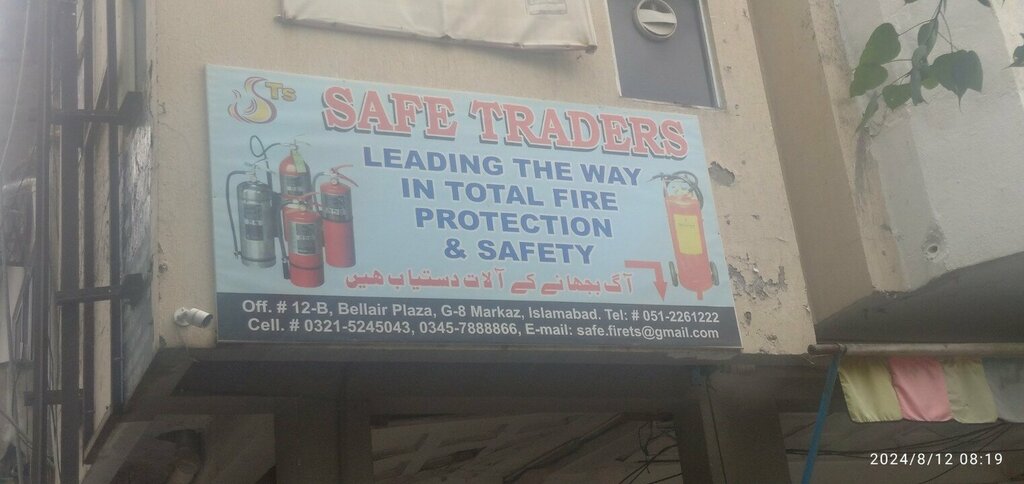 TS
SAFE TRADERS
LEADING THE WAY
IN TOTAL FIRE
PROTECTION
& SAFETY
آگ بجھانے کے آلات دستیاب ھیں
Off. # 12-B, Bellair Plaza, G-8 Markaz, Islamabad. Tel: # 051-2261222
Cell. # 0321-5245043, 0345-7888866, E-mail: safe.firets@gmail.com
2024/8/12 08:19